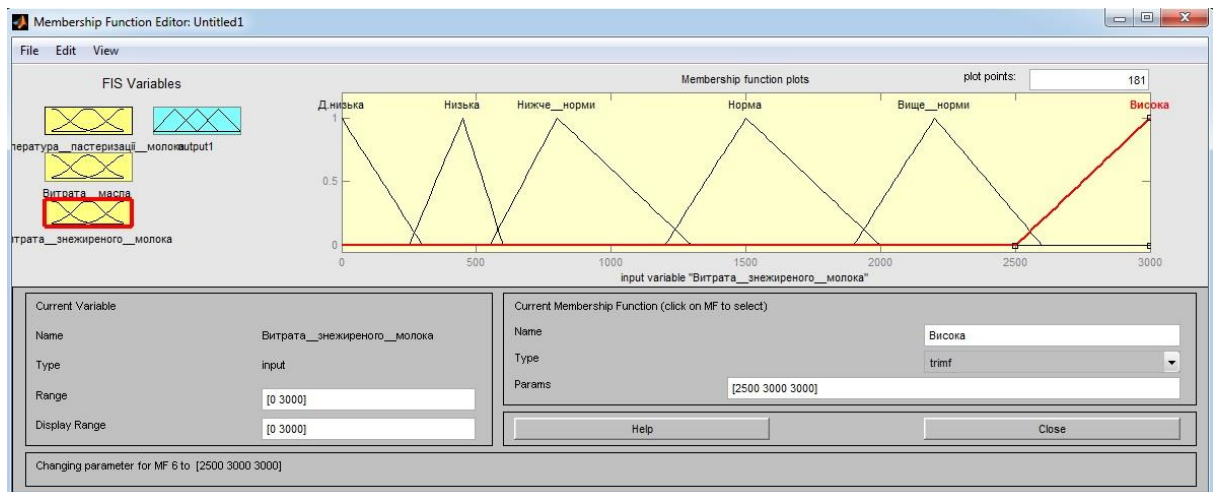 Membership Function Editor: Untitled1
File Edit View
FIS Variables
Membership function plots
plot points:
181
Д.низька Низька Нижче__норми Норма Вище__норми Висока
1
0.5
0
0 500 1000 1500 2000 2500 3000
input variable "Витрата__знежиреного__молока"
пература__пастеризації__молока
output1
Витрата__масла
итрата__знежиреного__молока
Current Variable
Name Витрата__знежиреного__молока
Type input
Range [0 3000]
Display Range [0 3000]
Current Membership Function (click on MF to select)
Name Висока
Type trimf
Params [2500 3000 3000]
Help Close
Changing parameter for MF 6 to [2500 3000 3000]